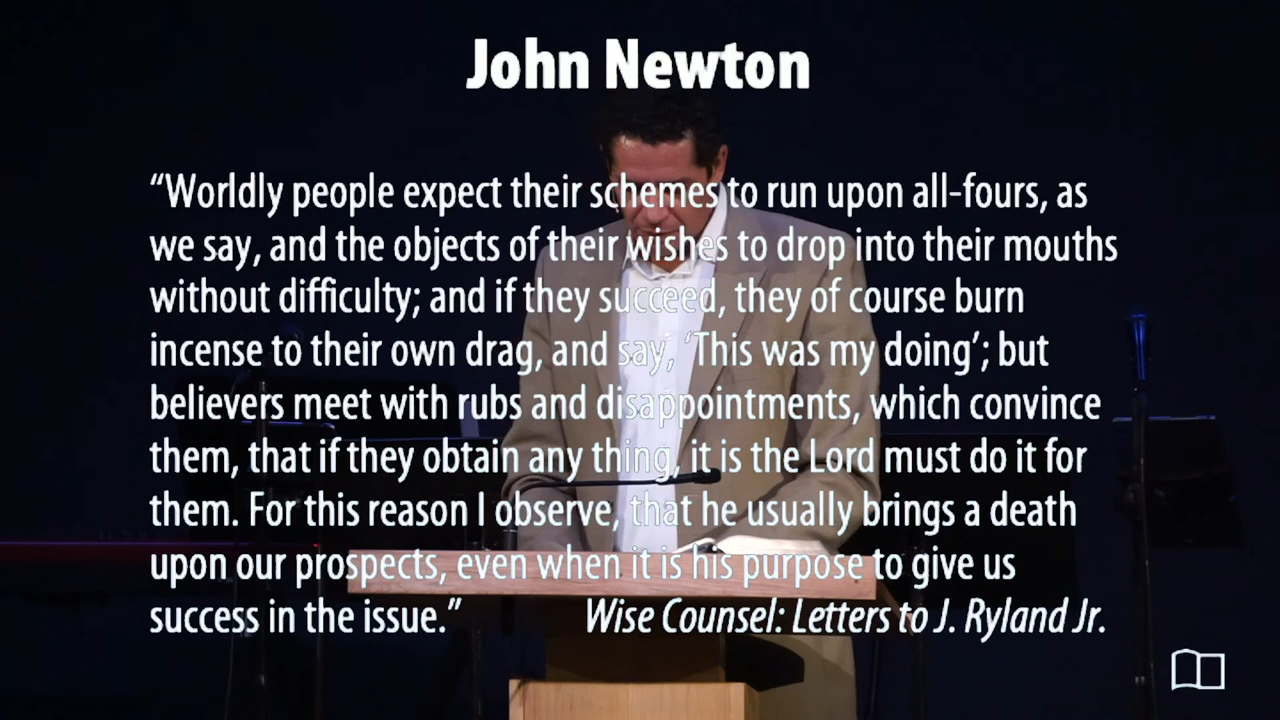 John Newton
“Worldly people expect their schemes to run upon all-fours, as
we say, and the objects of their wishes to drop into their mouths
without difficulty; and if they succeed, they of course burn
incense to their own drag, and say, ‘This was my doing’; but
believers meet with rubs and disappointments, which convince
them, that if they obtain any thing, it is the Lord must do it for
them. For this reason I observe, that he usually brings a death
upon our prospects, even when it is his purpose to give us
success in the issue.” Wise Counsel: Letters to J. Ryland Jr.